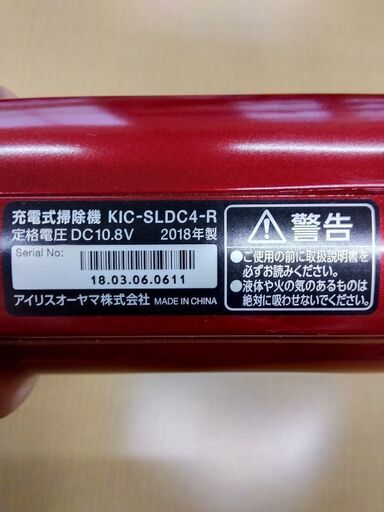 充電式掃除機 KIC-SLDC4-R
定格電圧 DC10.8V 2018年製
Serial No:
18.03.06.0611
アイリスオーヤマ株式会社 MADE IN CHINA
警告
●ご使用の前に取扱説明書を
必ずお読みください。
●液体や火の気のあるものは
絶対に吸わせないでください。